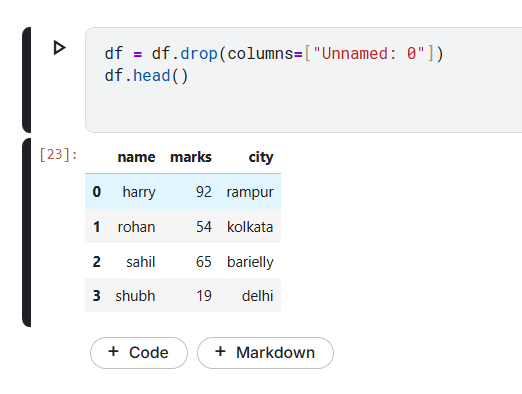 df = df.drop(columns=["Unnamed: 0"])
df.head()
[23]:
name marks city
0 harry 92 rampur
1 rohan 54 kolkata
2 sahil 65 barielly
3 shubh 19 delhi
+ Code + Markdown